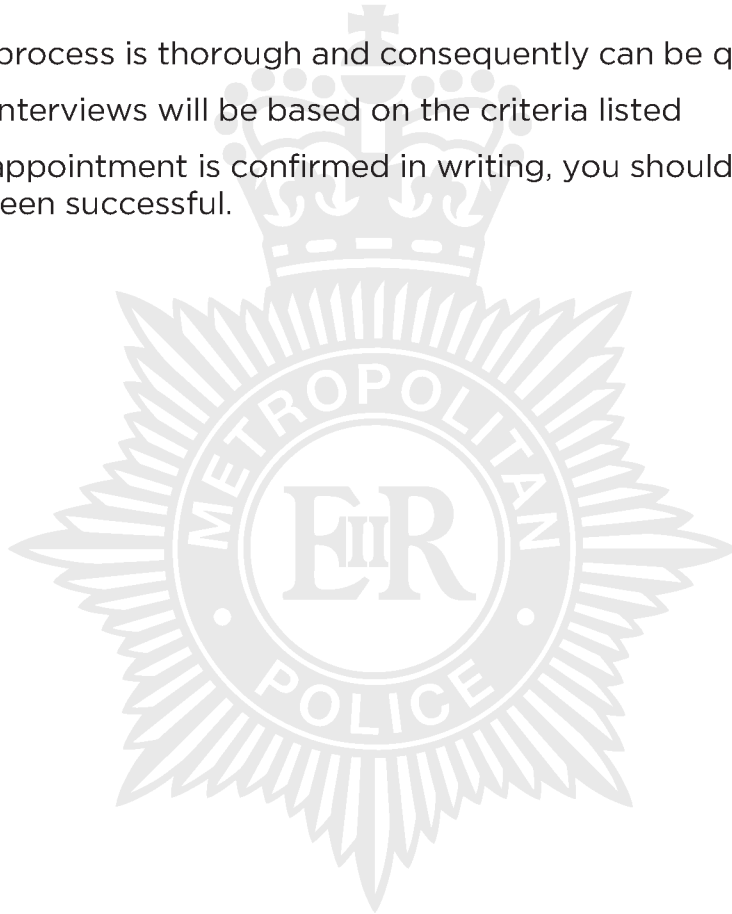 process is thorough and consequently can be q
nterviews will be based on the criteria listed
appointment is confirmed in writing, you should
een successful.
METROPOLITAN
EIIR
POLICE